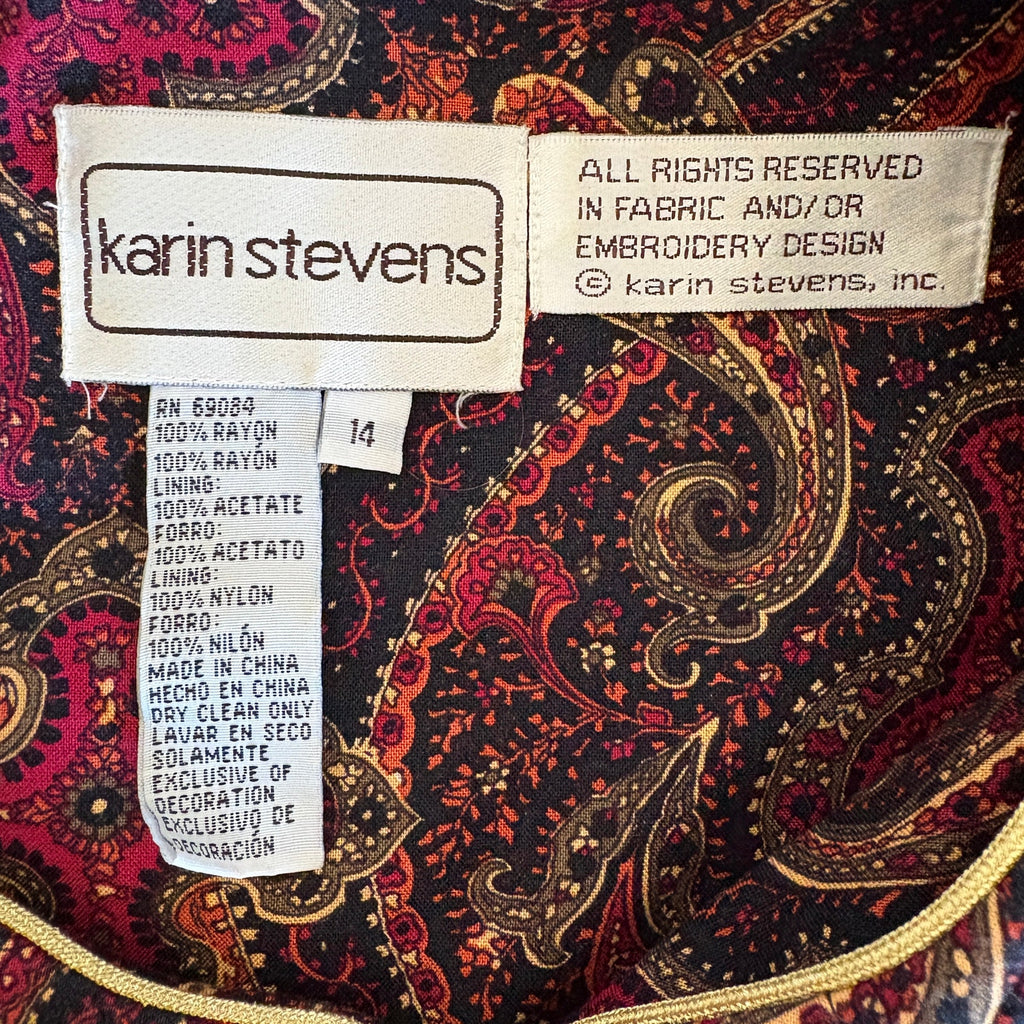 karin stevens
ALL RIGHTS RESERVED
IN FABRIC AND/OR
EMBROIDERY DESIGN
© karin stevens, inc.
RN 69084
100% RAYON
100% RAYÓN
LINING:
100% ACETATE
FORRO:
100% ACETATO
LINING:
100% NYLON
FORRO:
100% NILÓN
MADE IN CHINA
HECHO EN CHINA
DRY CLEAN ONLY
LAVAR EN SECO
SOLAMENTE
EXCLUSIVE OF
DECORATION
EXCLUSIVO DE
DECORACIÓN
14